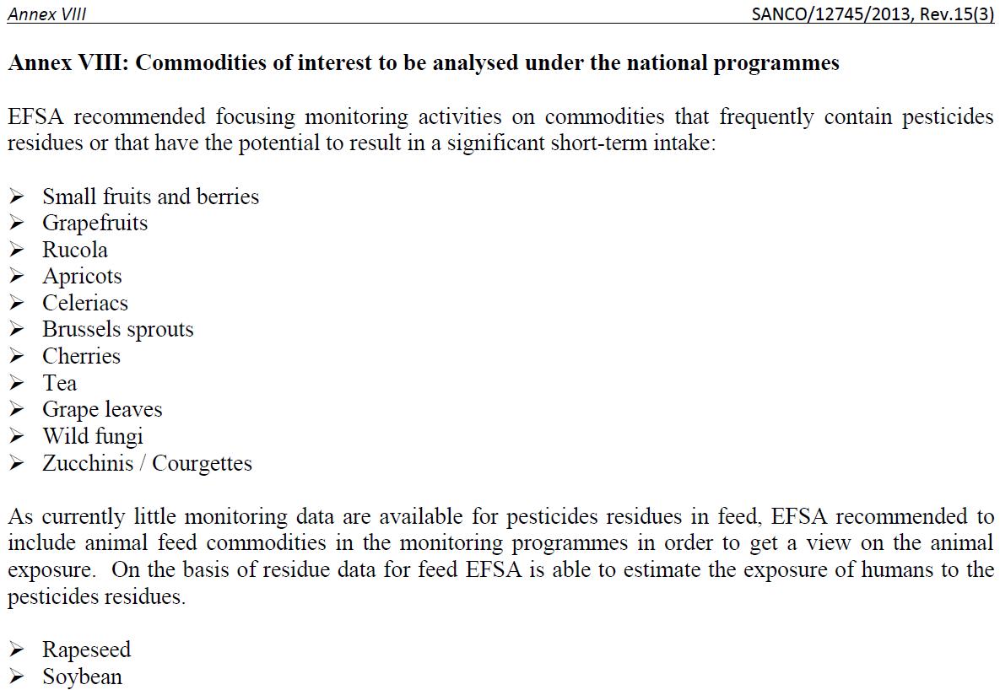 Annex VIII SANCO/12745/2013, Rev.15(3)
Annex VIII: Commodities of interest to be analysed under the national programmes
EFSA recommended focusing monitoring activities on commodities that frequently contain pesticides
residues or that have the potential to result in a significant short-term intake:
➢ Small fruits and berries
➢ Grapefruits
➢ Rucola
➢ Apricots
➢ Celeriacs
➢ Brussels sprouts
➢ Cherries
➢ Tea
➢ Grape leaves
➢ Wild fungi
➢ Zucchinis / Courgettes
As currently little monitoring data are available for pesticides residues in feed, EFSA recommended to
include animal feed commodities in the monitoring programmes in order to get a view on the animal
exposure. On the basis of residue data for feed EFSA is able to estimate the exposure of humans to the
pesticides residues.
➢ Rapeseed
➢ Soybean